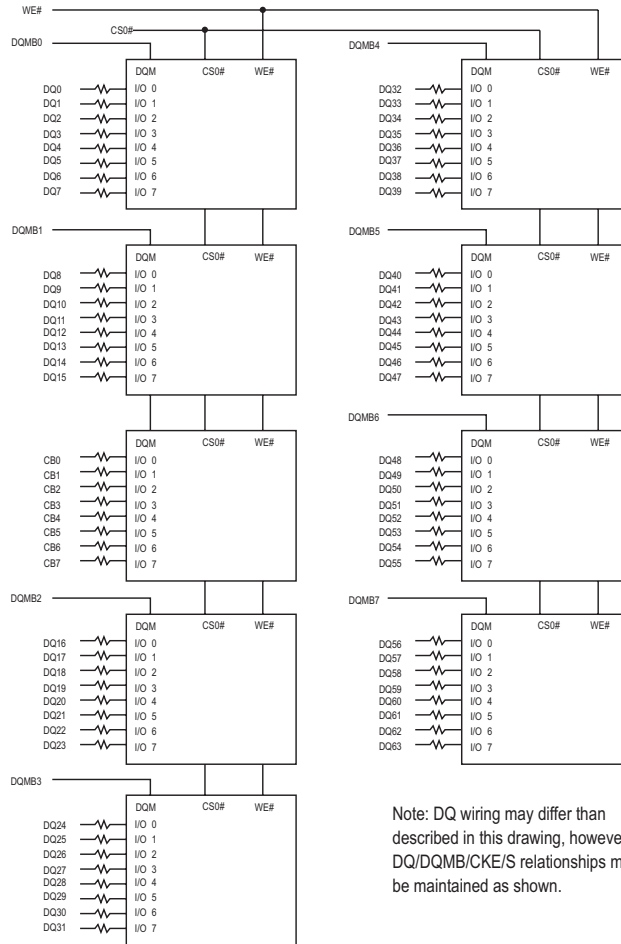 WE#
CS0#
DQMB0
DQM CS0# WE#
DQ0 I/O 0
DQ1 I/O 1
DQ2 I/O 2
DQ3 I/O 3
DQ4 I/O 4
DQ5 I/O 5
DQ6 I/O 6
DQ7 I/O 7
DQMB1
DQM CS0# WE#
DQ8 I/O 0
DQ9 I/O 1
DQ10 I/O 2
DQ11 I/O 3
DQ12 I/O 4
DQ13 I/O 5
DQ14 I/O 6
DQ15 I/O 7
DQM CS0# WE#
CB0 I/O 0
CB1 I/O 1
CB2 I/O 2
CB3 I/O 3
CB4 I/O 4
CB5 I/O 5
CB6 I/O 6
CB7 I/O 7
DQMB2
DQM CS0# WE#
DQ16 I/O 0
DQ17 I/O 1
DQ18 I/O 2
DQ19 I/O 3
DQ20 I/O 4
DQ21 I/O 5
DQ22 I/O 6
DQ23 I/O 7
DQMB3
DQM CS0# WE#
DQ24 I/O 0
DQ25 I/O 1
DQ26 I/O 2
DQ27 I/O 3
DQ28 I/O 4
DQ29 I/O 5
DQ30 I/O 6
DQ31 I/O 7
DQMB4
DQM CS0# WE#
DQ32 I/O 0
DQ33 I/O 1
DQ34 I/O 2
DQ35 I/O 3
DQ36 I/O 4
DQ37 I/O 5
DQ38 I/O 6
DQ39 I/O 7
DQMB5
DQM CS0# WE#
DQ40 I/O 0
DQ41 I/O 1
DQ42 I/O 2
DQ43 I/O 3
DQ44 I/O 4
DQ45 I/O 5
DQ46 I/O 6
DQ47 I/O 7
DQMB6
DQM CS0# WE#
DQ48 I/O 0
DQ49 I/O 1
DQ50 I/O 2
DQ51 I/O 3
DQ52 I/O 4
DQ53 I/O 5
DQ54 I/O 6
DQ55 I/O 7
DQMB7
DQM CS0# WE#
DQ56 I/O 0
DQ57 I/O 1
DQ58 I/O 2
DQ59 I/O 3
DQ60 I/O 4
DQ61 I/O 5
DQ62 I/O 6
DQ63 I/O 7
Note: DQ wiring may differ than
described in this drawing,
DQ/DQMB/CKE/S relationships
be maintained as shown.